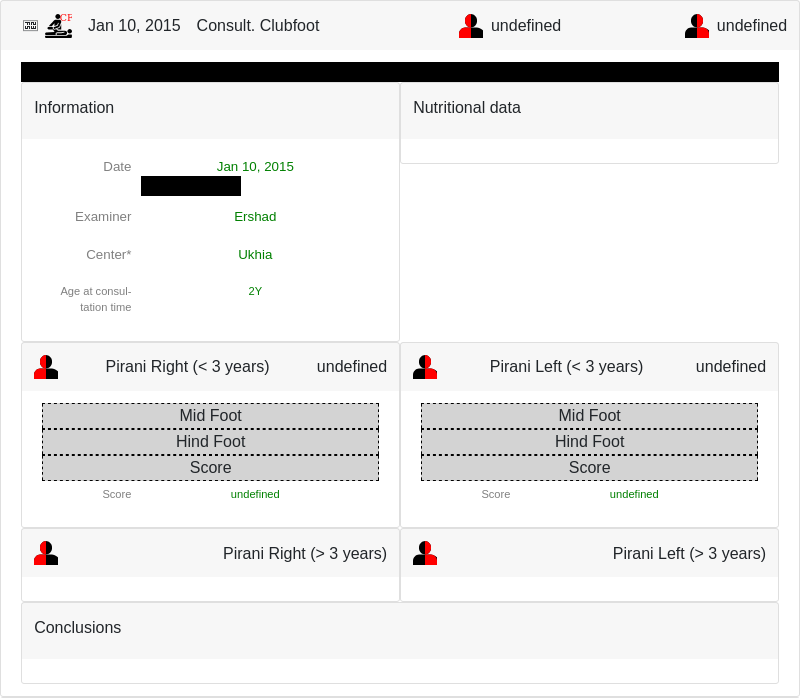 CF Jan 10, 2015 Consult. Clubfoot undefined undefined
Information
Nutritional data
Date Jan 10, 2015
Examiner Ershad
Center* Ukhia
Age at consul-
tation time
2Y
Pirani Right (< 3 years) undefined
Mid Foot
Hind Foot
Score
Score undefined
Pirani Left (< 3 years) undefined
Mid Foot
Hind Foot
Score
Score undefined
Pirani Right (> 3 years)
Pirani Left (> 3 years)
Conclusions